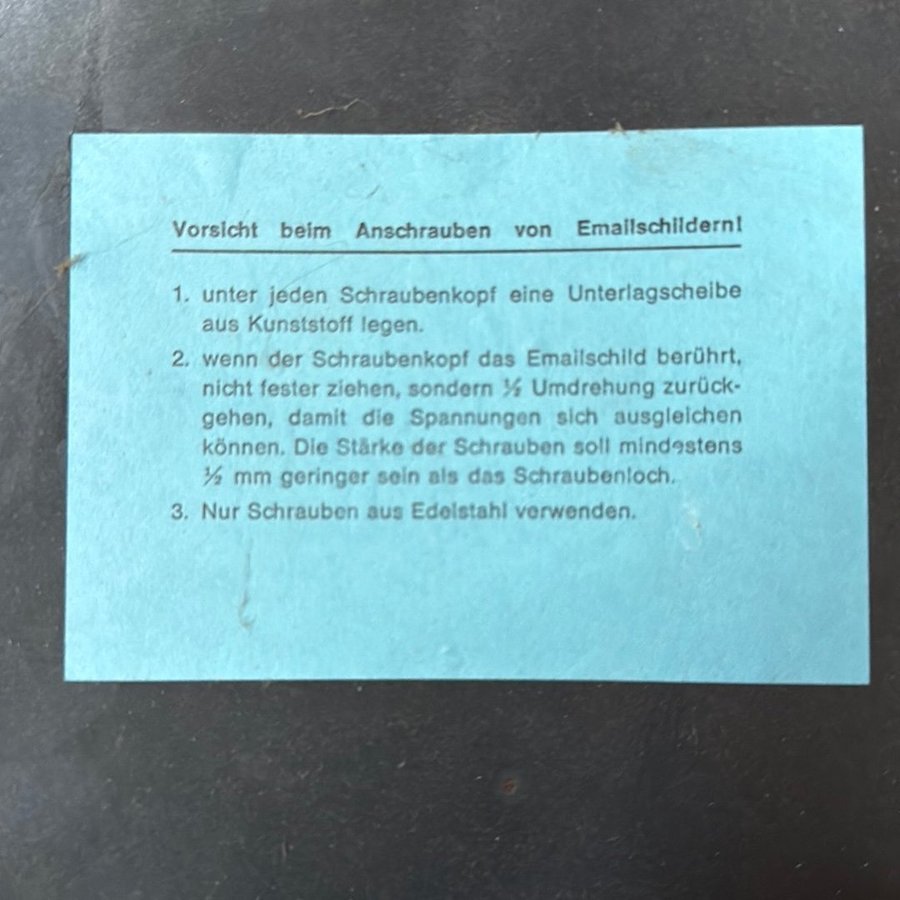 Vorsicht beim Anschrauben von Emailschildern!
1. unter jeden Schraubenkopf eine Unterlagscheibe
aus Kunststoff legen.
2. wenn der Schraubenkopf das Emailschild berührt,
nicht fester ziehen, sondern ½ Umdrehung zurück-
gehen, damit die Spannungen sich ausgleichen
können. Die Stärke der Schrauben soll mindestens
½ mm geringer sein als das Schraubenloch.
3. Nur Schrauben aus Edelstahl verwenden.